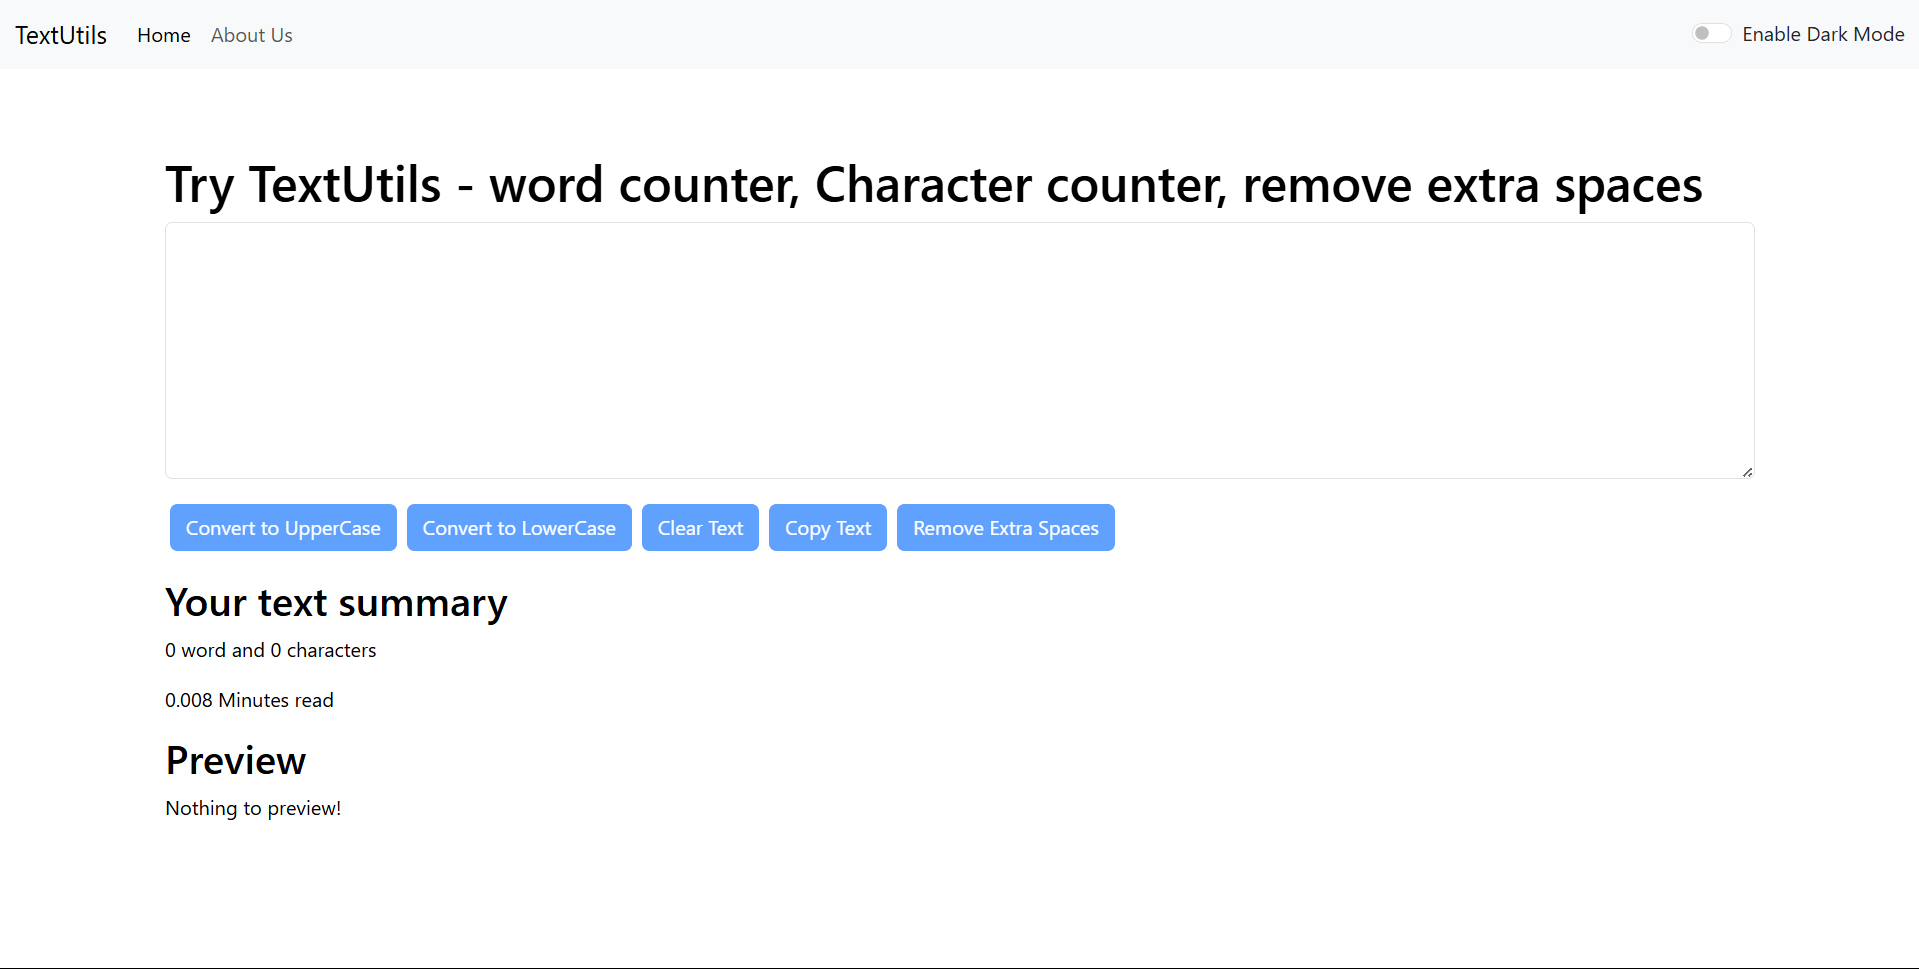 TextUtils Home About Us Enable Dark Mode
Try TextUtils - word counter, Character counter, remove extra spaces
Convert to UpperCase Convert to LowerCase Clear Text Copy Text Remove Extra Spaces
Your text summary
0 word and 0 characters
0.008 Minutes read
Preview
Nothing to preview!